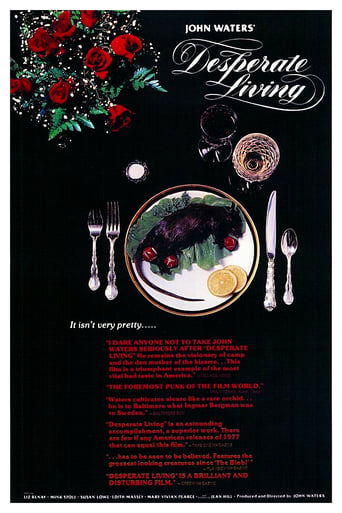 JOHN WATERS'
Desperate
Living
It isn't very pretty.....
"I DARE ANYONE NOT TO TAKE JOHN
WATERS SERIOUSLY AFTER "DESPERATE
LIVING" He remains the visionary of camp
and the den mother of the bizarre. . . This
film is a triumphant example of the most
vital bad taste in America."
"THE FOREMOST PUNK OF THE FILM WORLD."
"Waters cultivates sleaze like a rare orchid. . .
he is to Baltimore what Ingmar Bergman was
to Sweden."
"Desperate Living" is an astounding
accomplishment, a superior work. There
are few if any American releases of 1977
that can equal this film."
". . .has to be seen to be believed. Features the
grossest looking creatures since 'The Blob!'"
"DESPERATE LIVING" IS A BRILLIANT AND
DISTURBING FILM."
LIZ RENAY · MINK STOLE · SUSAN LOWE · EDITH MASSEY · MARY VIVIAN PEARCE JEAN HILL · Produced and Directed by JOHN WATERS